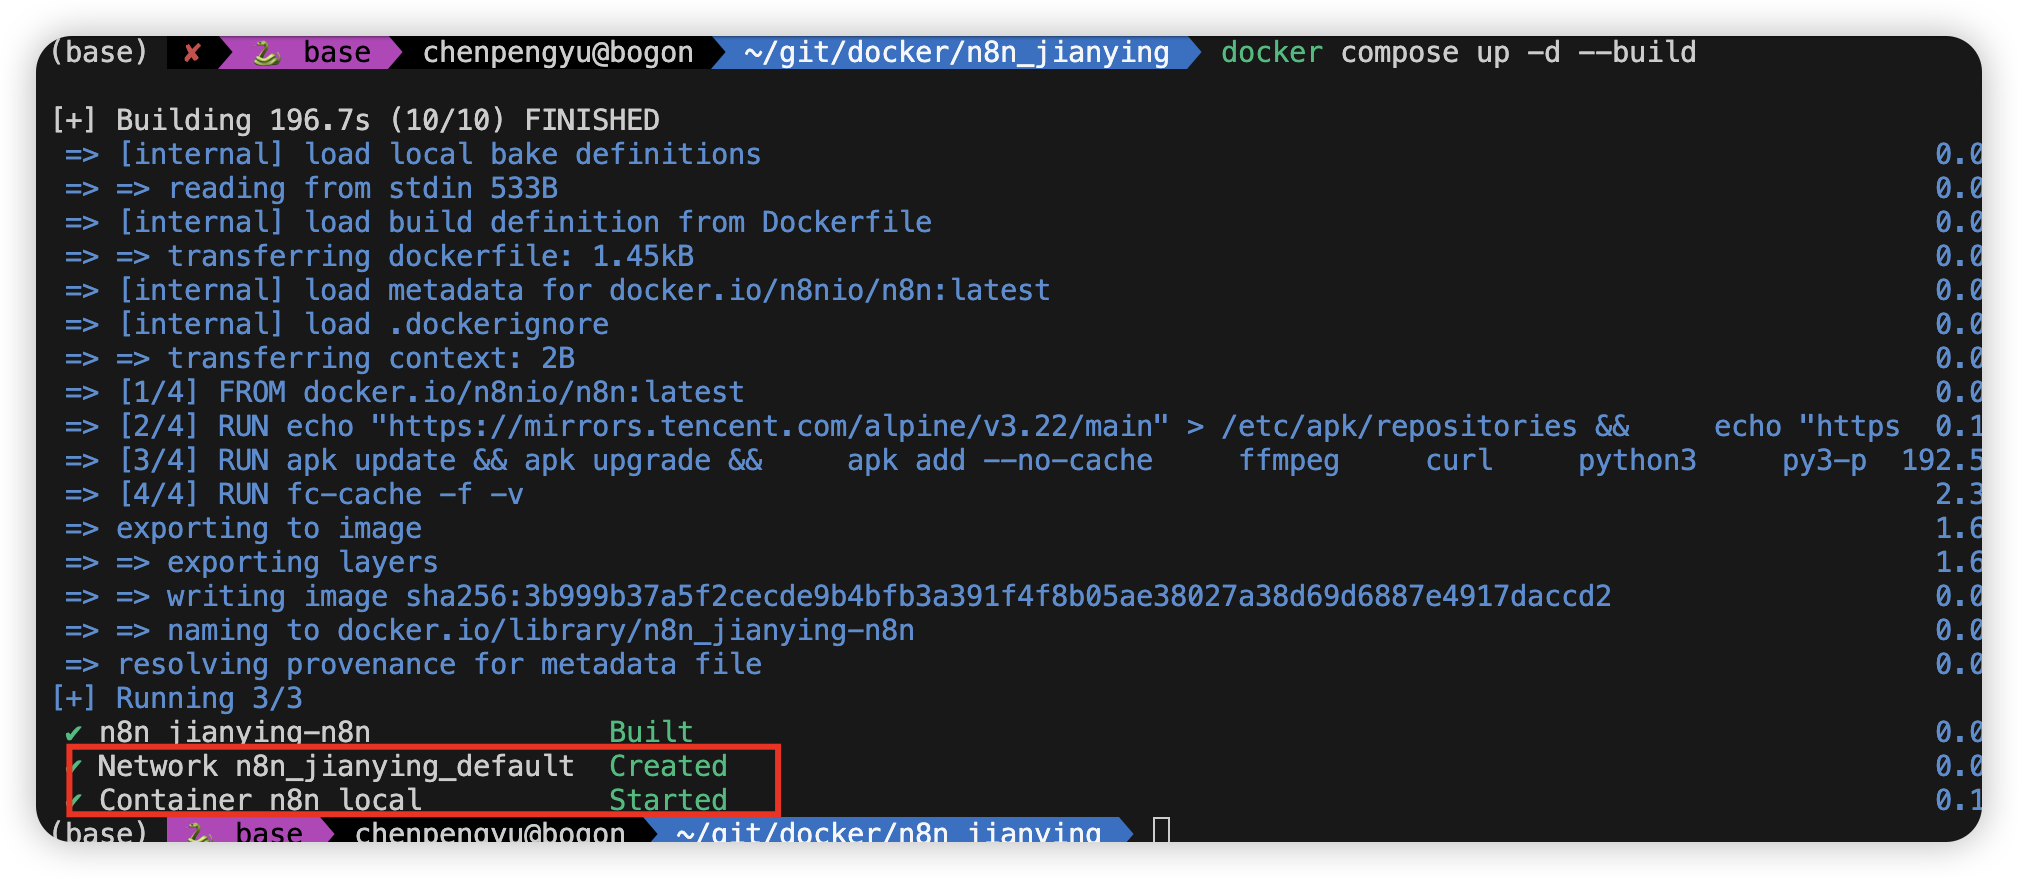 (base) ✘ 🐍 base chenpengyu@bogon ~/git/docker/n8n_jianying docker compose up -d --build
[+] Building 196.7s (10/10) FINISHED
=> [internal] load local bake definitions 0.0
=> => reading from stdin 533B 0.0
=> [internal] load build definition from Dockerfile 0.0
=> => transferring dockerfile: 1.45kB 0.0
=> [internal] load metadata for docker.io/n8nio/n8n:latest 0.0
=> [internal] load .dockerignore 0.0
=> => transferring context: 2B 0.0
=> [1/4] FROM docker.io/n8nio/n8n:latest 0.0
=> [2/4] RUN echo "https://mirrors.tencent.com/alpine/v3.22/main" > /etc/apk/repositories && echo "https 0.1
=> [3/4] RUN apk update && apk upgrade && apk add --no-cache ffmpeg curl python3 py3-p 192.5
=> [4/4] RUN fc-cache -f -v 2.3
=> exporting to image 1.6
=> => exporting layers 1.6
=> => writing image sha256:3b999b37a5f2cecde9b4bfb3a391f4f8b05ae38027a38d69d6887e4917daccd2 0.0
=> => naming to docker.io/library/n8n_jianying-n8n 0.0
=> resolving provenance for metadata file 0.0
[+] Running 3/3
✔ n8n_jianying-n8n Built 0.0
✔ Network n8n_jianying_default Created 0.0
✔ Container n8n_local Started 0.1
(base) 🐍 base chenpengyu@bogon ~/git/docker/n8n_jianying